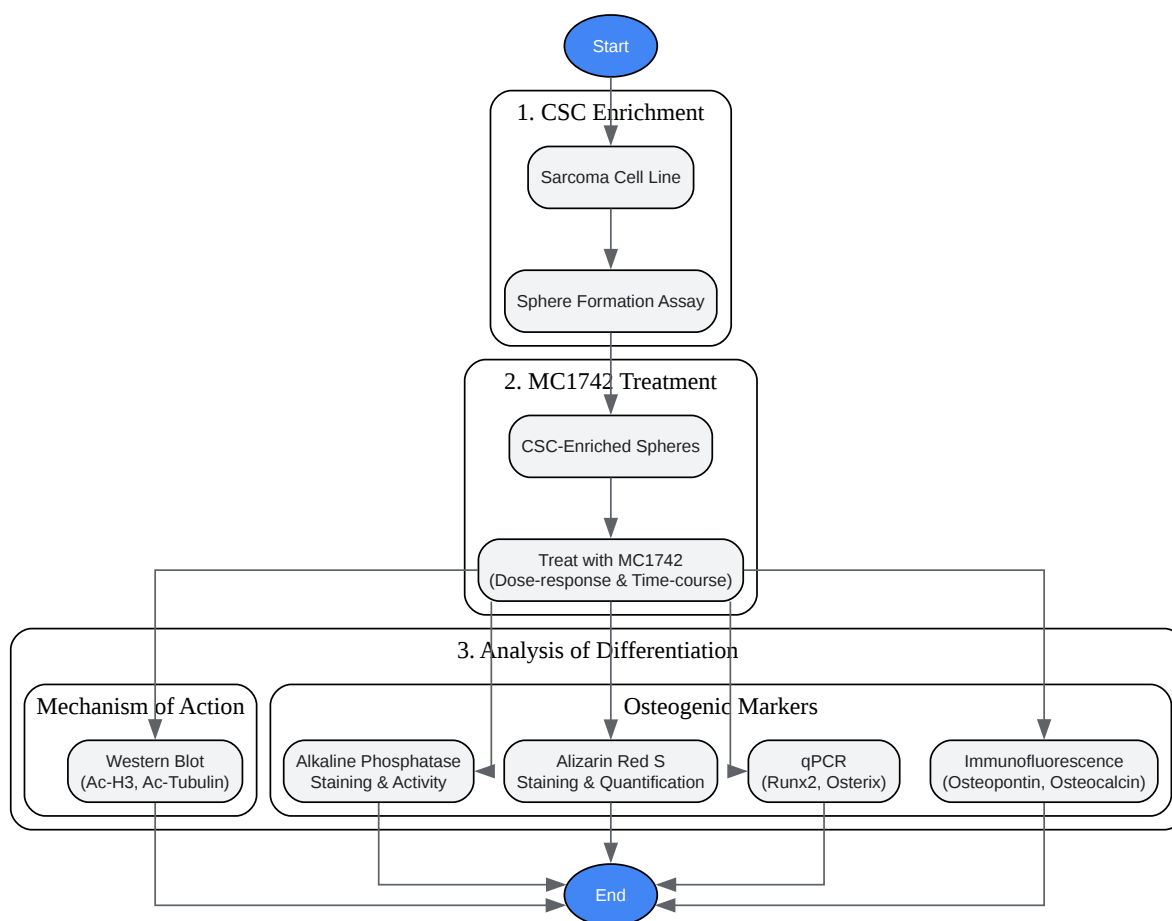 Start
1. CSC Enrichment
Sarcoma Cell Line
Sphere Formation Assay
2. MC1742 Treatment
CSC-Enriched Spheres
Treat with MC1742
(Dose-response & Time-course)
3. Analysis of Differentiation
Mechanism of Action
Western Blot
(Ac-H3, Ac-Tubulin)
Osteogenic Markers
Alkaline Phosphatase
Staining & Activity
Alizarin Red S
Staining & Quantification
qPCR
(Runx2, Osterix)
Immunofluorescence
(Osteopontin, Osteocalcin)
End